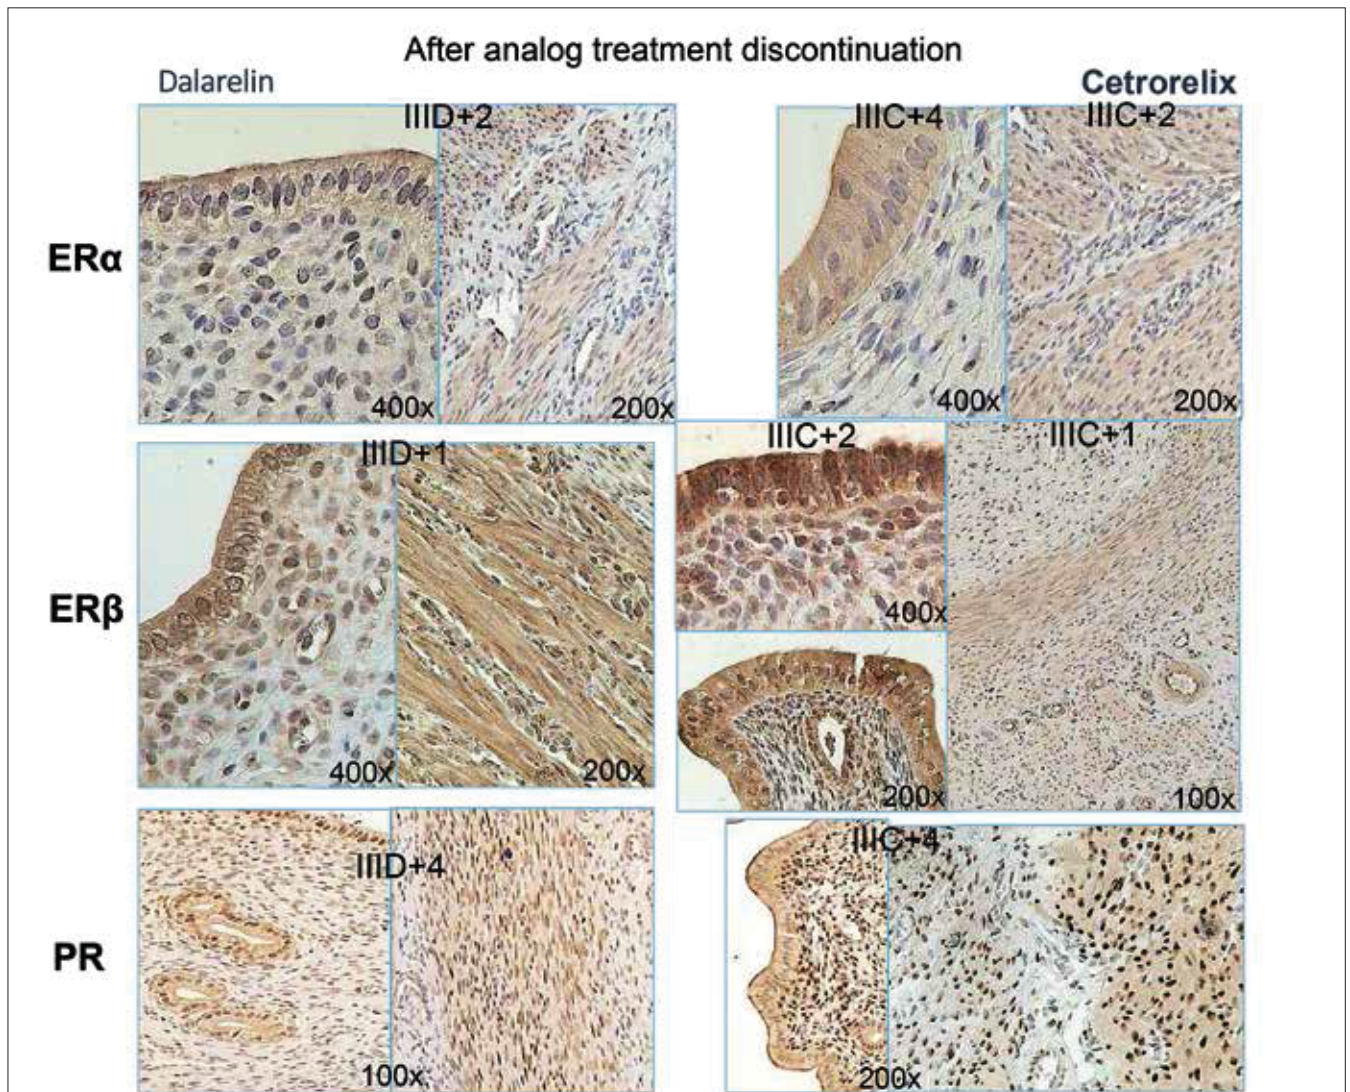 After analog treatment discontinuation
Dalarelin
Cetrorelix
IIID+2
IIIC+4
IIIC+2
ERα
400x
200x
400x
200x
IIID+1
IIIC+2
IIIC+1
400x
ERβ
400x
200x
200x
100x
IIID+4
IIIC+4
PR
100x
200x